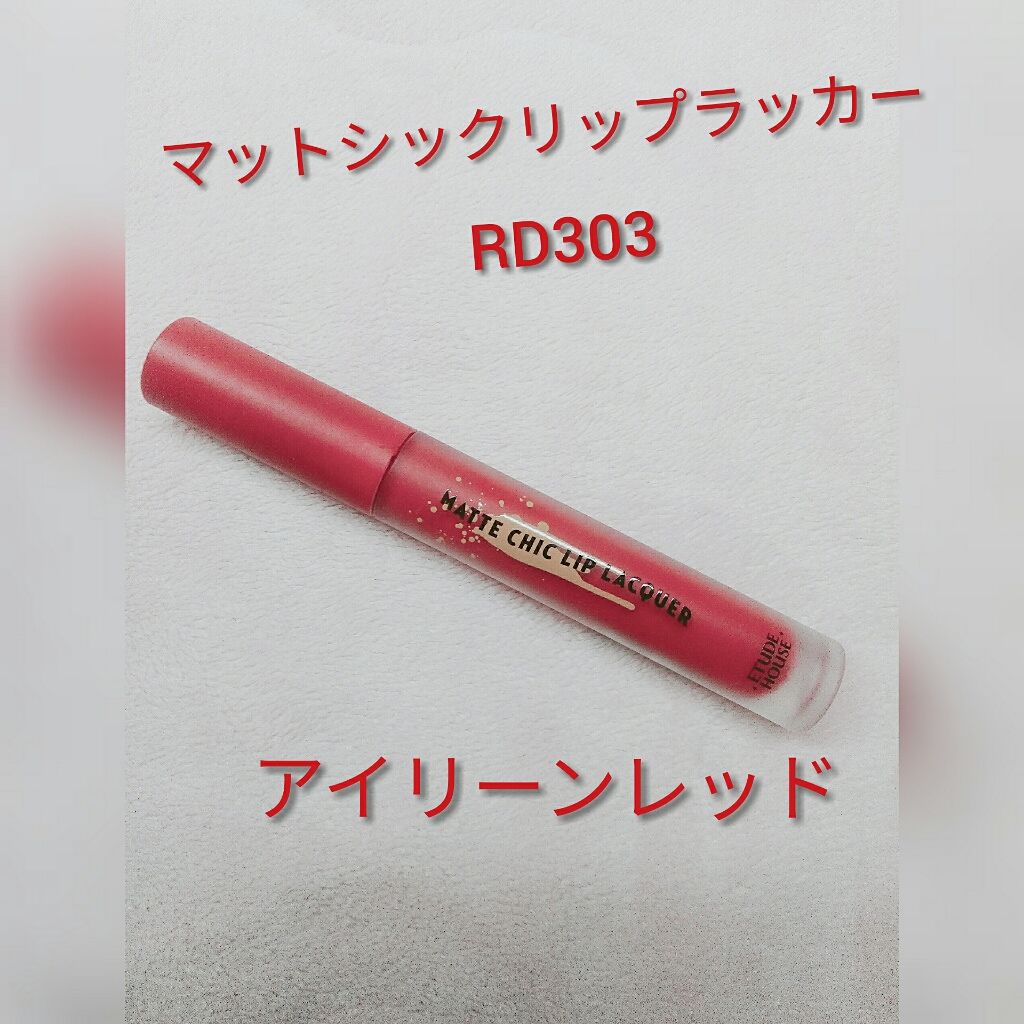 マットシックリップラッカー
RD303
MATTE CHIC LIP LACQUER
ETUDE
HOUSE
アイリーンレッド